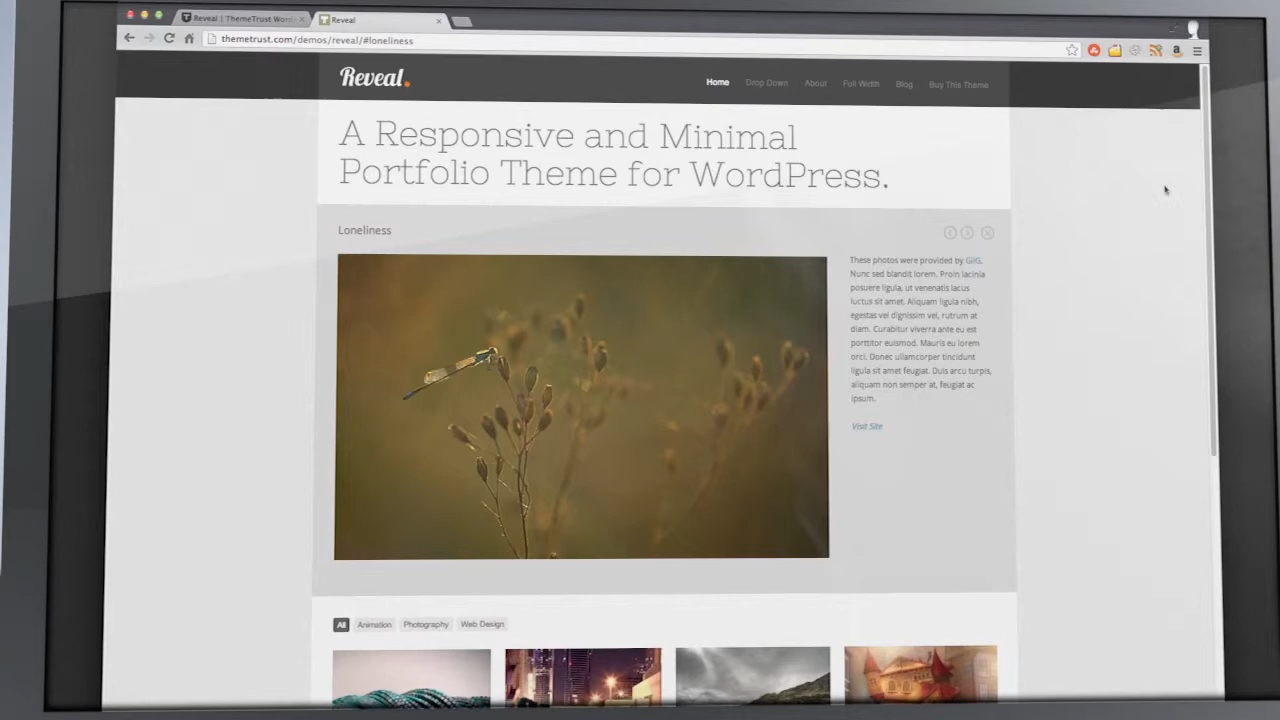 Reveal | ThemeTrust Word
Reveal
themetrust.com/demos/reveal/#loneliness
Reveal.
Home Drop Down About Full Width Blog Buy This Theme
A Responsive and Minimal
Portfolio Theme for WordPress.
Loneliness
These photos were provided by GliG.
Nunc sed blandit lorem. Proin lacinia
posuere ligula, ut venenatis lacus
luctus sit amet. Aliquam ligula nibh,
egestas vel dignissim vel, rutrum at
diam. Curabitur viverra ante eu est
porttitor euismod. Mauris eu lorem
orci. Donec ullamcorper tincidunt
ligula sit amet feugiat. Duis arcu turpis,
aliquam non semper at, feugiat ac
ipsum.
Visit Site
All Animation Photography Web Design